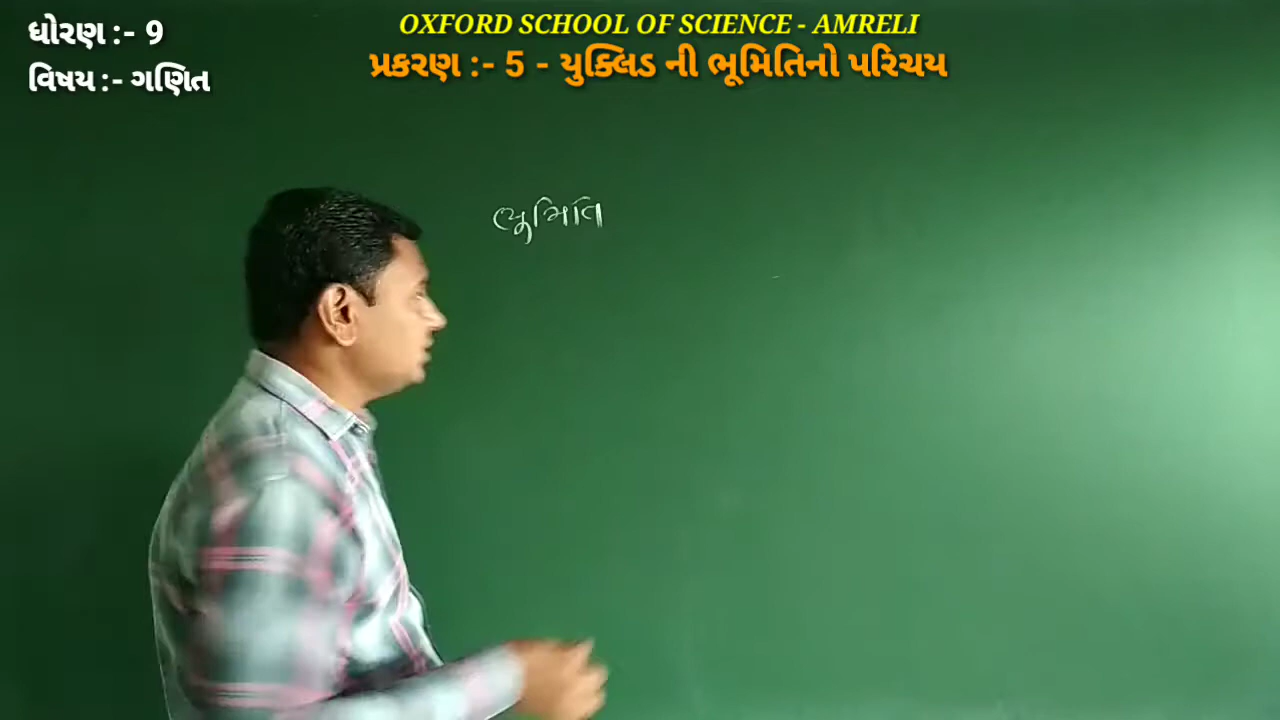 ધોરણ :- 9
વિષય :- ગણિત
OXFORD SCHOOL OF SCIENCE - AMRELI
પ્રકરણ :- 5 - યુક્લિડ ની ભૂમિતિનો પરિચય
ભૂમિતિ